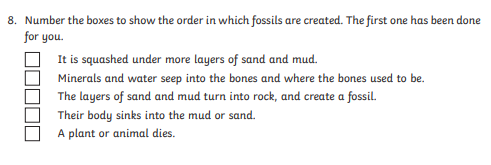 8. Number the boxes to show the order in which fossils are created. The first one has been done
for you.
It is squashed under more layers of sand and mud.
Minerals and water seep into the bones and where the bones used to be.
The layers of sand and mud turn into rock, and create a fossil.
Their body sinks into the mud or sand.
A plant or animal dies.